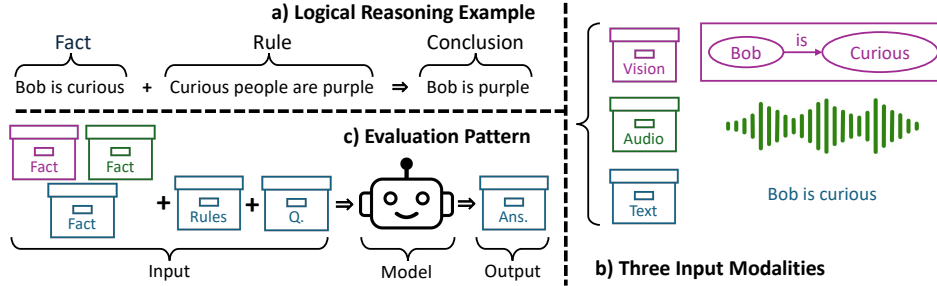 a) Logical Reasoning Example
Fact
Rule
Conclusion
Bob is curious + Curious people are purple ⇒ Bob is purple
c) Evaluation Pattern
Fact
Fact
Fact
+
Rules
+
Q.
⇒
⇒
Ans.
Input
Model
Output
Vision
Bob
is
Curious
Audio
Text
Bob is curious
b) Three Input Modalities